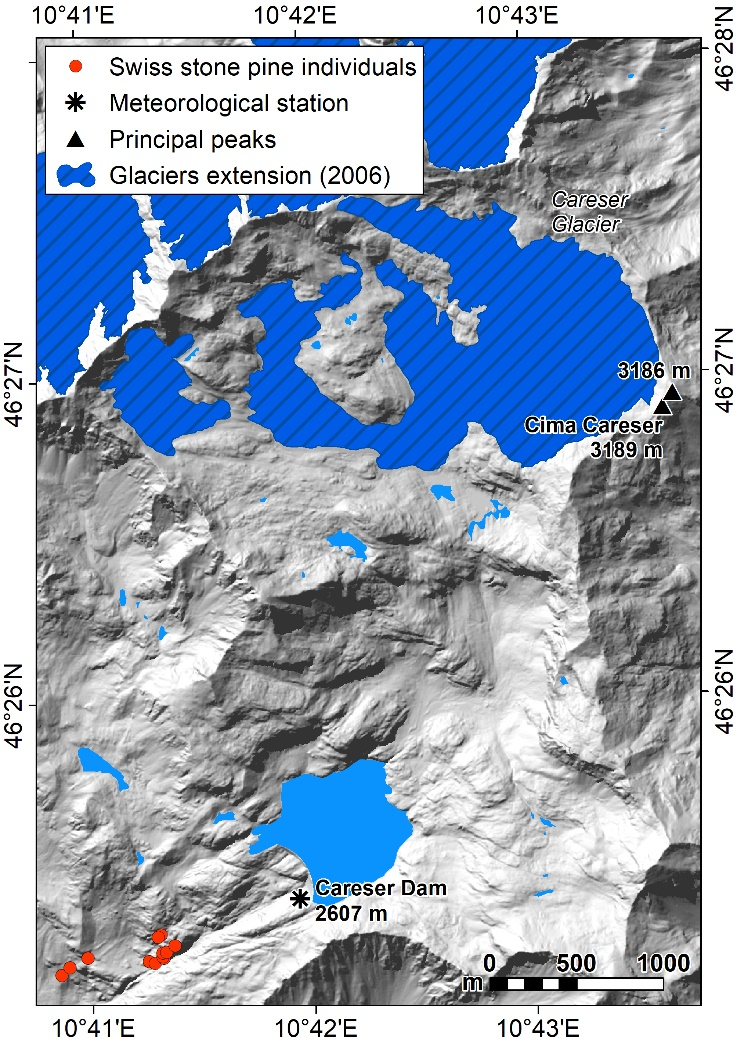 10°41'E 10°42'E 10°43'E
46°28'N
Swiss stone pine individuals
Meteorological station
Principal peaks
Glaciers extension (2006)
Careser
Glacier
46°27'N
46°27'N
3186 m
Cima Careser
3189 m
46°26'N
46°26'N
Careser Dam
2607 m
0 500 1000
m
10°41'E 10°42'E 10°43'E